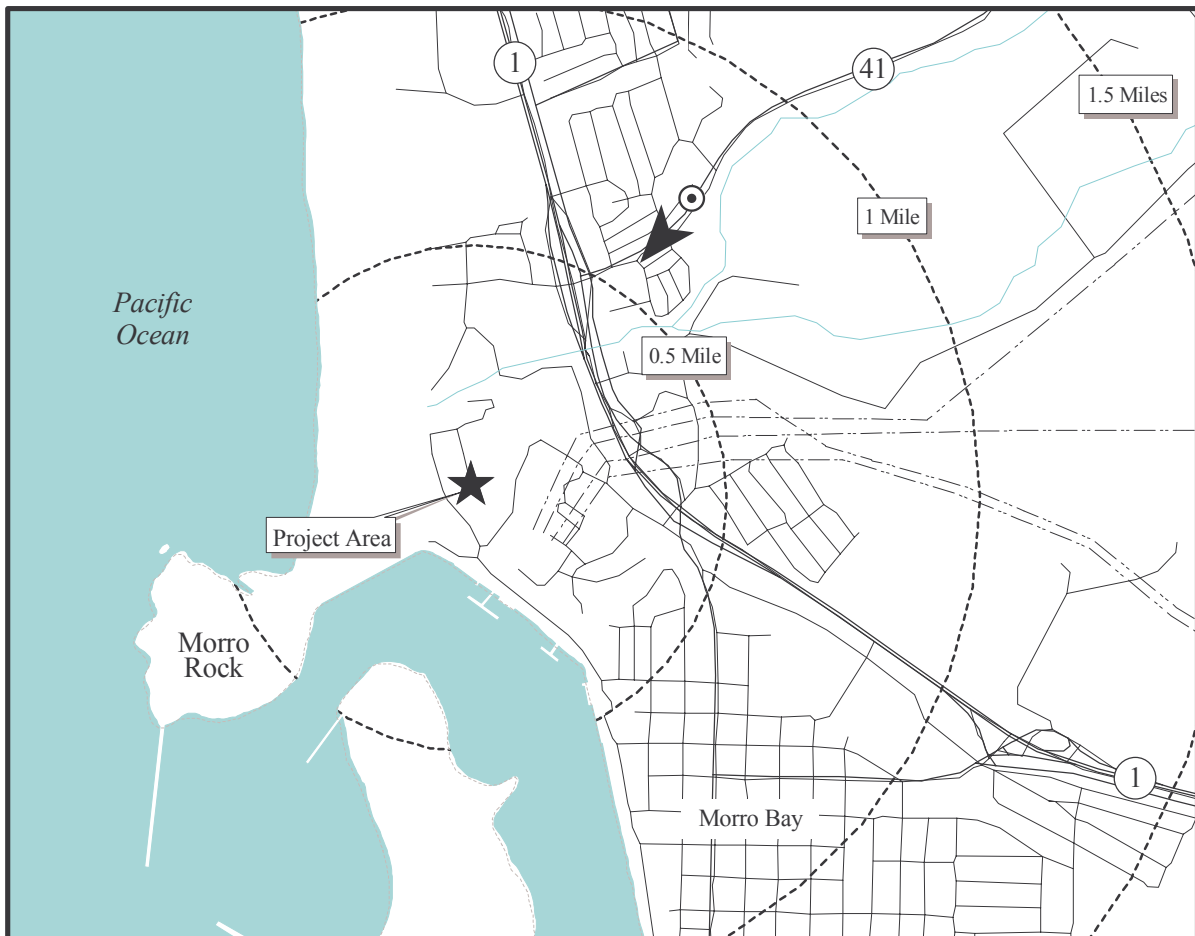 1
41
1.5 Miles
1 Mile
Pacific
Ocean
0.5 Mile
Project Area
Morro
Rock
1
Morro Bay